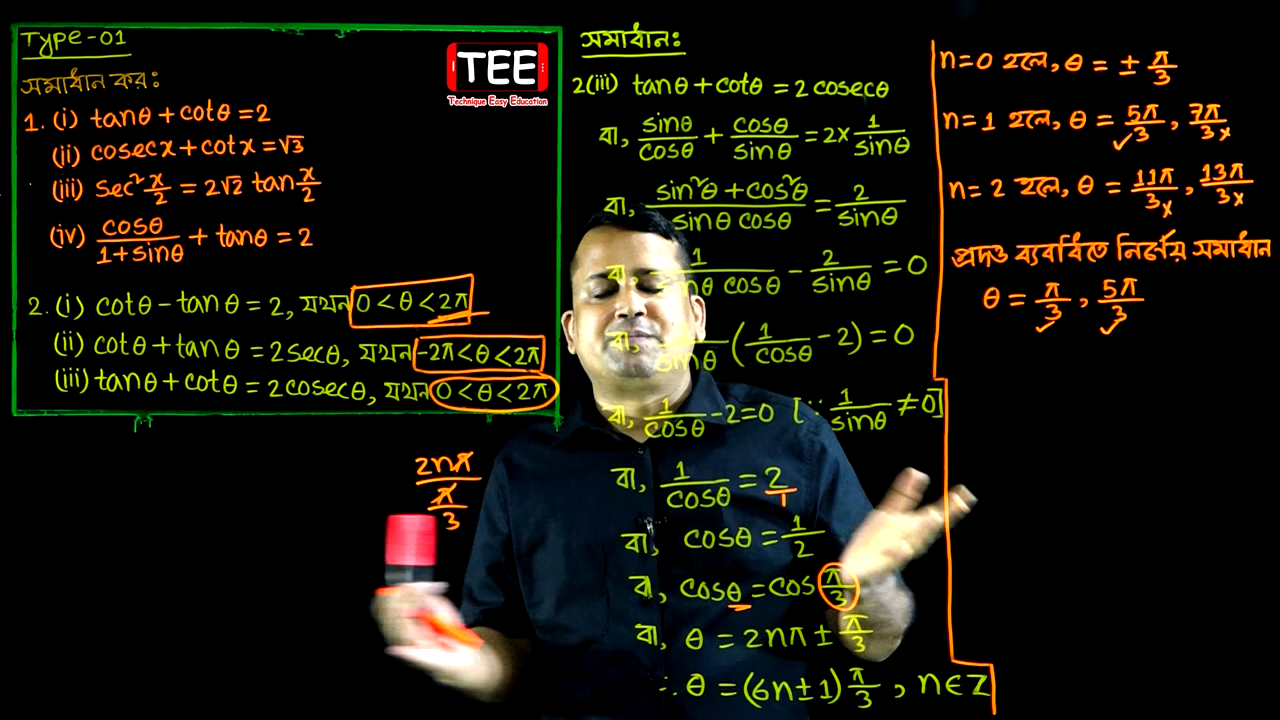 Type-01
সমাধান কর:
1. (i) tanθ + cotθ = 2
(ii) cosecx + cotx = √3
(iii) sec² x/2 = 2√2 tan x/2
(iv) cosθ/(1+sinθ) + tanθ = 2
2. (i) cotθ - tanθ = 2, যখন 0 < θ < 2π
(ii) cotθ + tanθ = 2secθ, যখন -2π < θ < 2π
(iii) tanθ + cotθ = 2cosecθ, যখন 0 < θ < 2π
TEE
Technique Easy Education
2nπ
π/3
সমাধান:
2(iii) tanθ + cotθ = 2 cosecθ
বা, sinθ/cosθ + cosθ/sinθ = 2× 1/sinθ
বা, (sin²θ + cos²θ)/(sinθ cosθ) = 2/sinθ
বা, 1/(sinθ cosθ) - 2/sinθ = 0
বা, /sinθ (1/cosθ - 2) = 0
বা, 1/cosθ - 2 = 0 [∵ 1/sinθ ≠ 0]
বা, 1/cosθ = 2/1
বা, cosθ = 1/2
বা, cosθ = cos π/3
বা, θ = 2nπ ± π/3
∴ θ = (6n±1) π/3 , n∈Z
n=0 হলে, θ = ± π/3
n=1 হলে, θ = 5π/3 , 7π/3 x
n=2 হলে, θ = 11π/3 x , 13π/3 x
প্রদত্ত ব্যবধিতে নির্ণেয় সমাধান
θ = π/3 , 5π/3